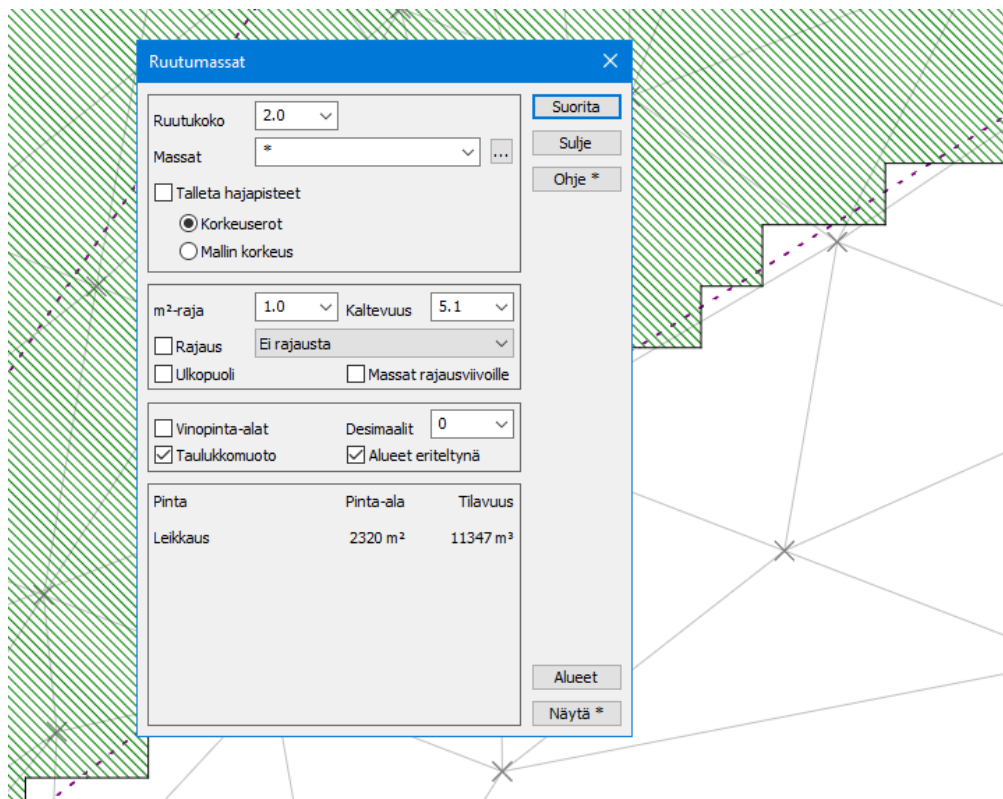 Ruutumassat
Ruutukoko 2.0
Massat *
...
Talleta hajapisteet
Korkeuserot
Mallin korkeus
m²-raja 1.0 Kaltevuus 5.1
Rajaus Ei rajausta
Ulkopuoli Massat rajausviivoille
Vinopinta-alat Desimaalit 0
Taulukkomuoto Alueet eriteltynä
Pinta Pinta-ala Tilavuus
Leikkaus 2320 m² 11347 m³
Suorita
Sulje
Ohje *
Alueet
Näytä *